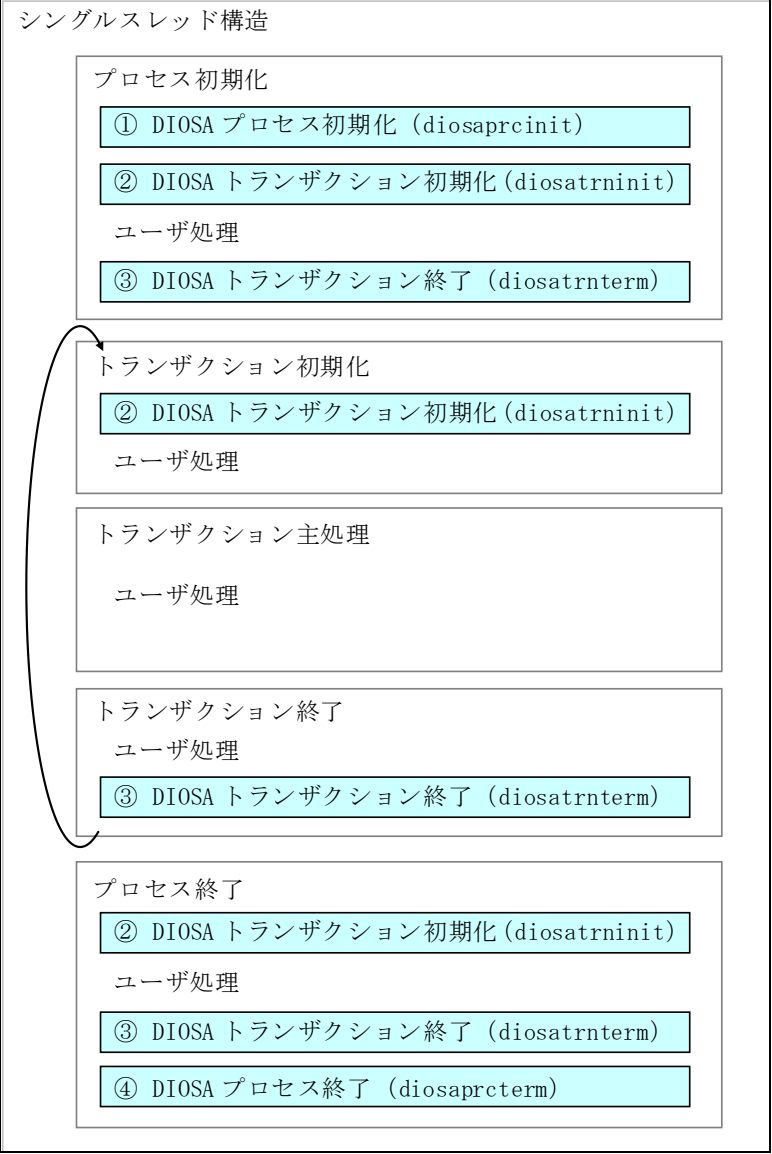 シングルスレッド構造
プロセス初期化
① DIOSA プロセス初期化 (diosaprcinit)
② DIOSA トランザクション初期化(diosatrninit)
ユーザ処理
③ DIOSA トランザクション終了 (diosatrnterm)
トランザクション初期化
② DIOSA トランザクション初期化(diosatrninit)
ユーザ処理
トランザクション主処理
ユーザ処理
トランザクション終了
ユーザ処理
③ DIOSA トランザクション終了 (diosatrnterm)
プロセス終了
② DIOSA トランザクション初期化(diosatrninit)
ユーザ処理
③ DIOSA トランザクション終了 (diosatrnterm)
④ DIOSA プロセス終了 (diosaprcterm)